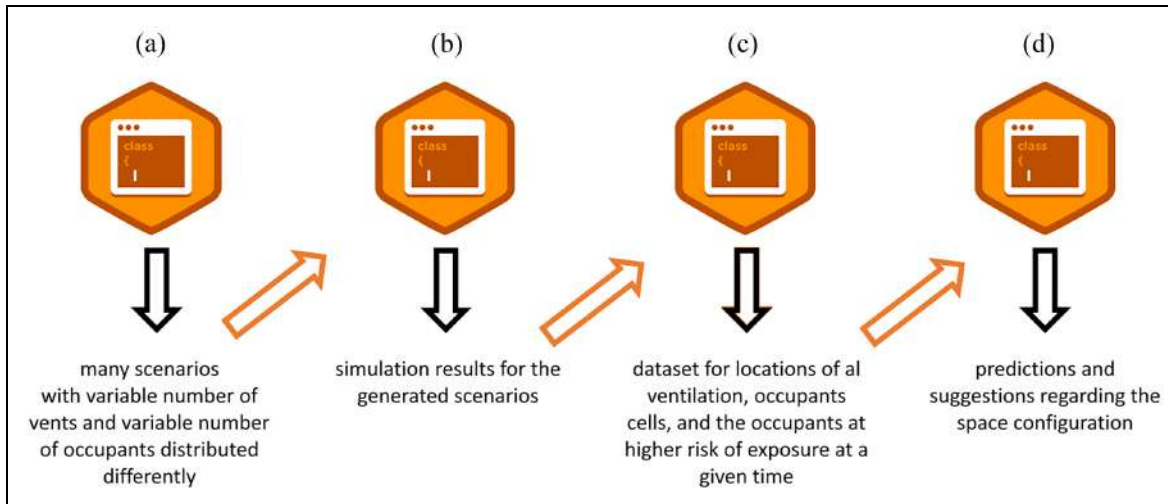 (a)
class
{
many scenarios
with variable number of
vents and variable number
of occupants distributed
differently
(b)
class
{
simulation results for the
generated scenarios
(c)
class
{
dataset for locations of al
ventilation, occupants
cells, and the occupants at
higher risk of exposure at a
given time
(d)
class
{
predictions and
suggestions regarding the
space configuration